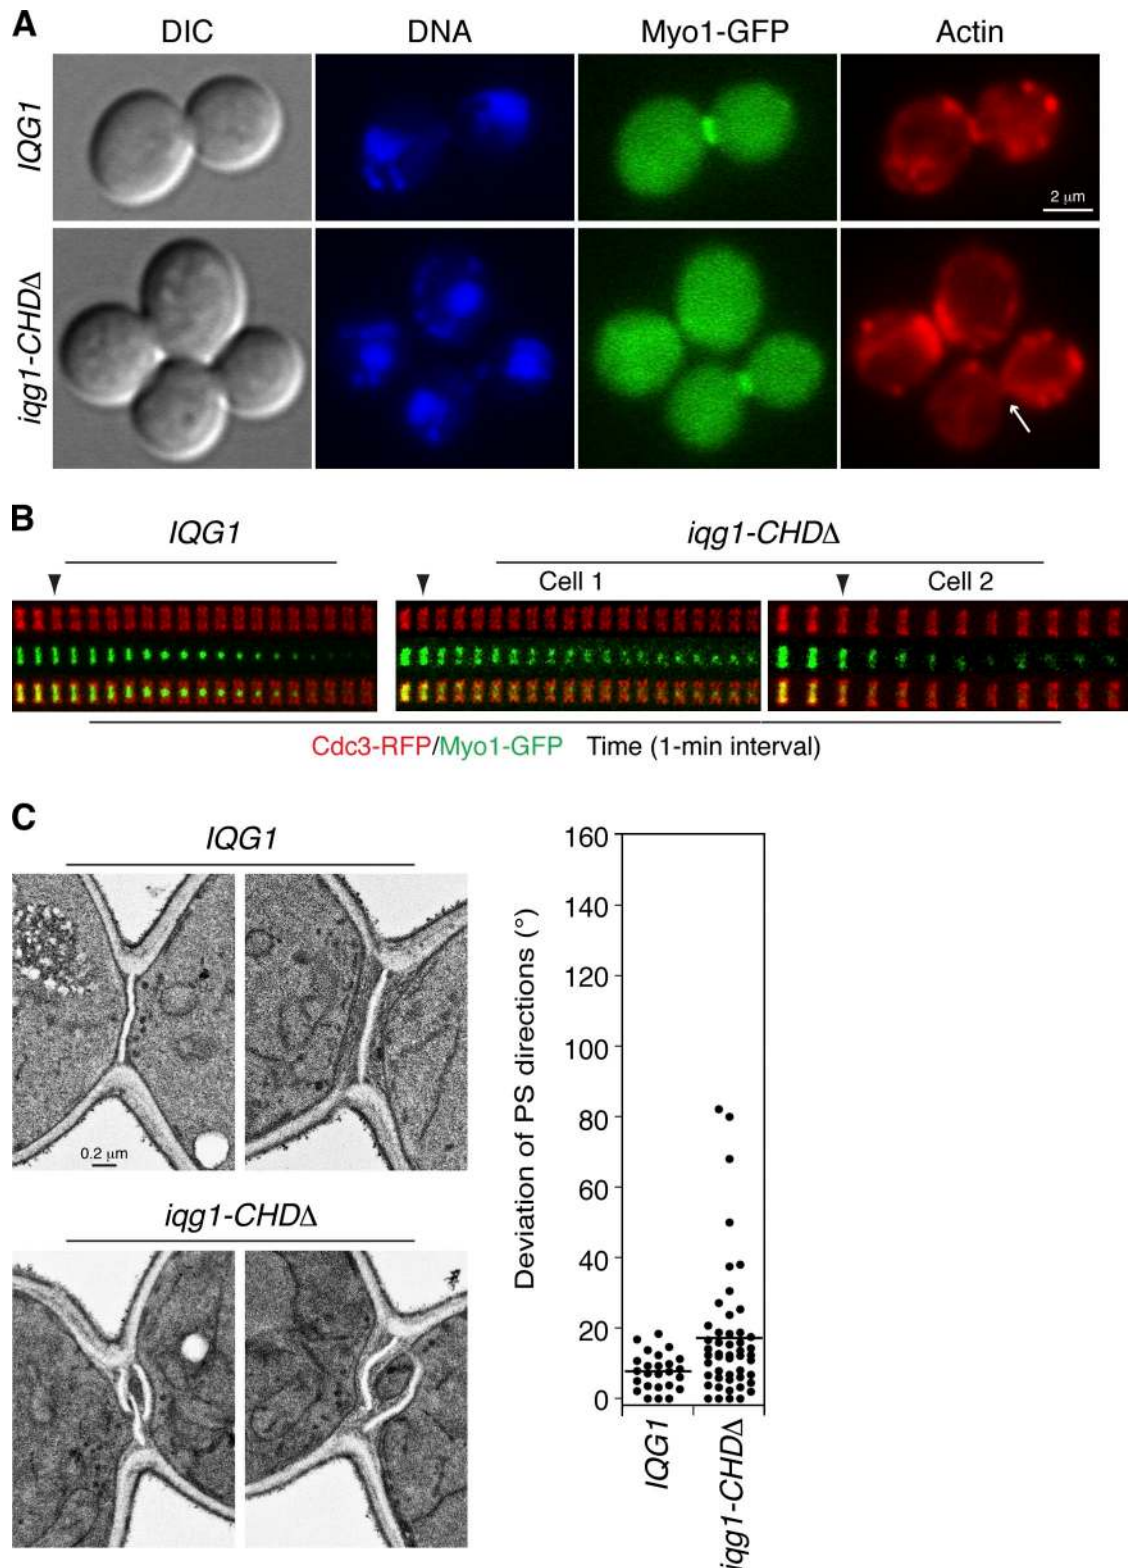 A
DIC DNA Myo1-GFP Actin
IQG1
2 μm
iqg1-CHDΔ
B
IQG1 iqg1-CHDΔ
Cell 1 Cell 2
Cdc3-RFP/Myo1-GFP Time (1-min interval)
C
IQG1
0.2 μm
iqg1-CHDΔ
Deviation of PS directions (°)
160
140
120
100
80
60
40
20
0
IQG1
iqg1-CHDΔ